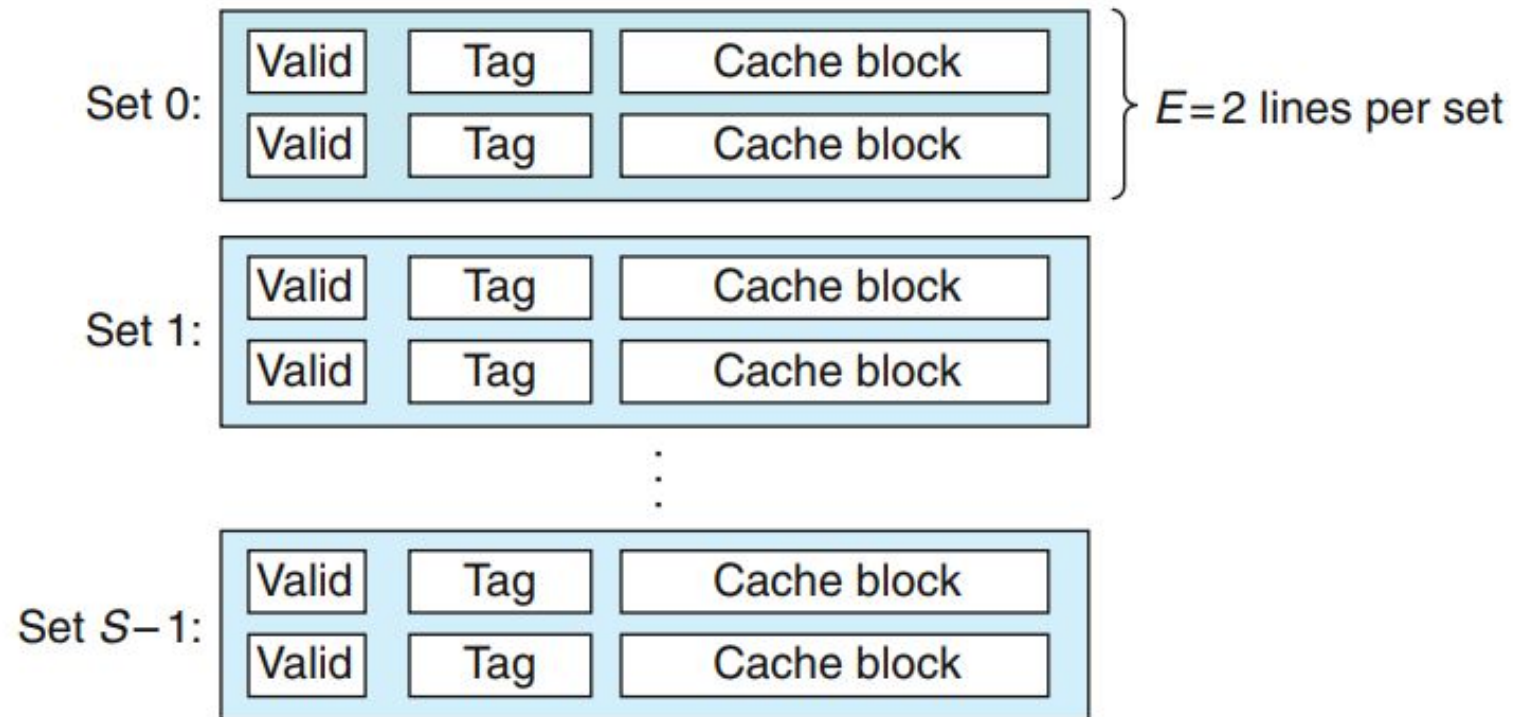 Valid Tag Cache block
Set 0: E=2 lines per set
Valid Tag Cache block
Valid Tag Cache block
Set 1:
Valid Tag Cache block
⋮
Valid Tag Cache block
Set S−1:
Valid Tag Cache block